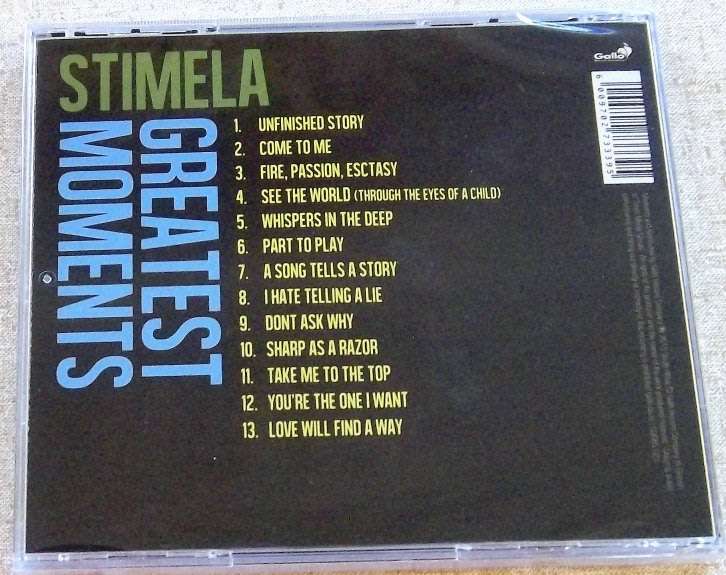 STIMELA
GREATEST
MOMENTS
Gallo
1. UNFINISHED STORY
2. COME TO ME
3. FIRE, PASSION, ESCTASY
4. SEE THE WORLD (THROUGH THE EYES OF A CHILD)
5. WHISPERS IN THE DEEP
6. PART TO PLAY
7. A SONG TELLS A STORY
8. I HATE TELLING A LIE
9. DONT ASK WHY
10. SHARP AS A RAZOR
11. TAKE ME TO THE TOP
12. YOU'RE THE ONE I WANT
13. LOVE WILL FIND A WAY
6 009702 733395